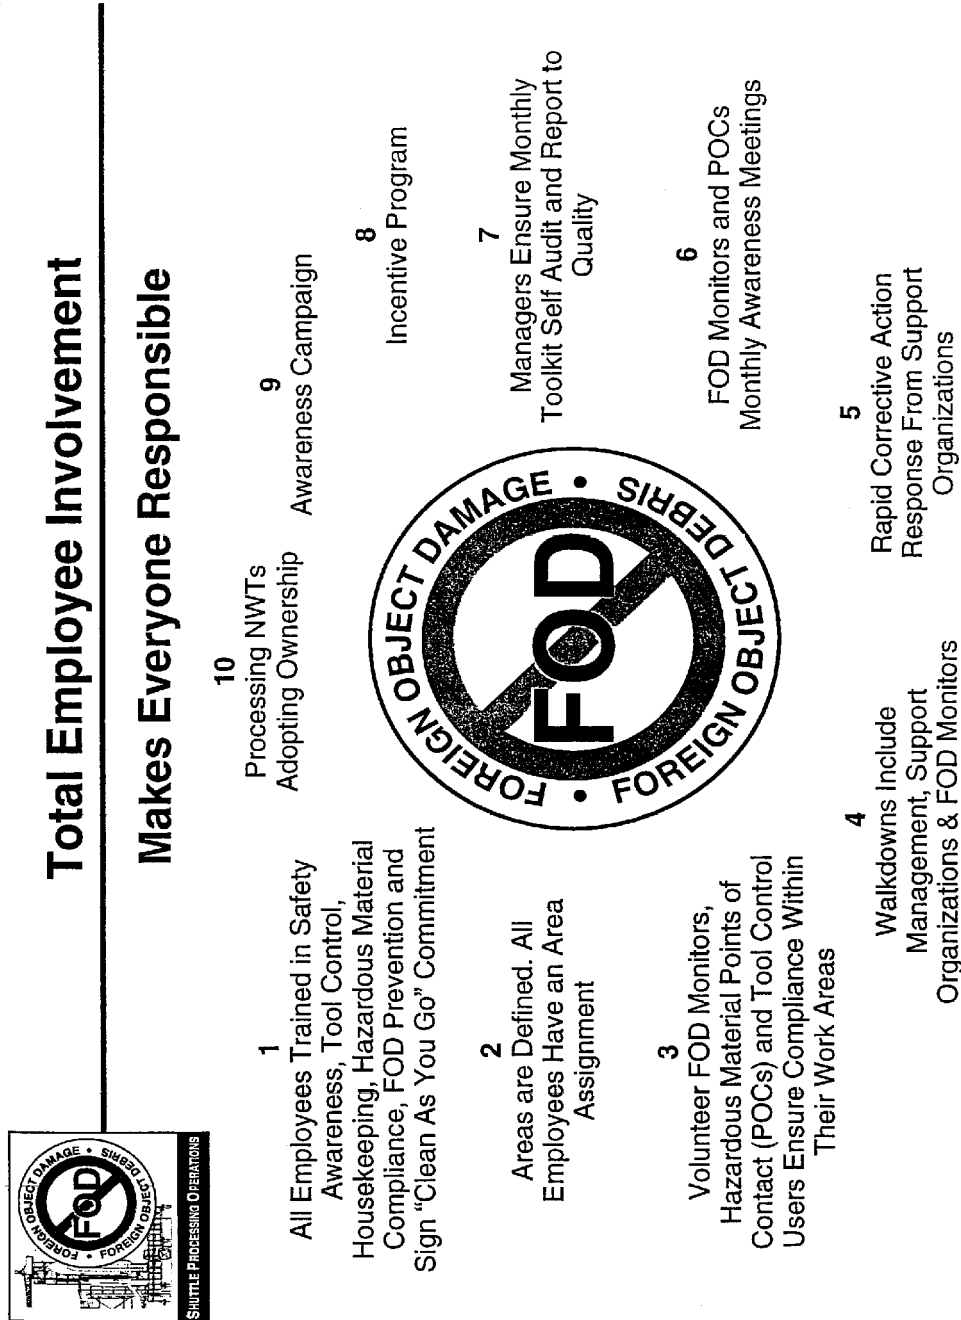 FOREIGN OBJECT DAMAGE • FOREIGN OBJECT DEBRIS •
FOD
SHUTTLE PROCESSING OPERATIONS
Total Employee Involvement
Makes Everyone Responsible
1
All Employees Trained in Safety
Awareness, Tool Control,
Housekeeping, Hazardous Material
Compliance, FOD Prevention and
Sign "Clean As You Go" Commitment
2
Areas are Defined. All
Employees Have an Area
Assignment
3
Volunteer FOD Monitors,
Hazardous Material Points of
Contact (POCs) and Tool Control
Users Ensure Compliance Within
Their Work Areas
4
Walkdowns Include
Management, Support
Organizations & FOD Monitors
5
Rapid Corrective Action
Response From Support
Organizations
6
FOD Monitors and POCs
Monthly Awareness Meetings
7
Managers Ensure Monthly
Toolkit Self Audit and Report to
Quality
8
Incentive Program
9
Awareness Campaign
10
Processing NWTs
Adopting Ownership
FOREIGN OBJECT DAMAGE • FOREIGN OBJECT DEBRIS •
FOD